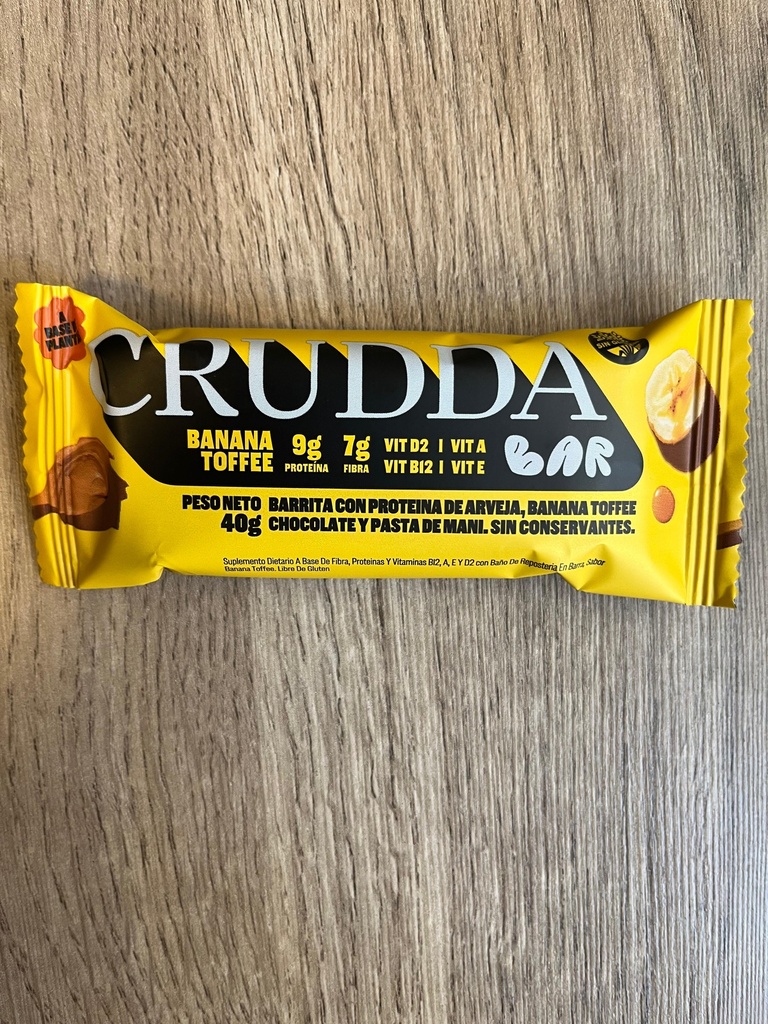 A
BASE D
PLANTA
CRUDDA
SIN
BANANA
TOFFEE
9g
PROTEÍNA
7g
FIBRA
VIT D2 | VIT A
VIT B12 | VIT E
BAR
PESO NETO
40g
BARRITA CON PROTEINA DE ARVEJA, BANANA TOFFEE
CHOCOLATE Y PASTA DE MANI. SIN CONSERVANTES.
Suplemento Dietario A Base De Fibra, Proteinas Y Vitaminas B12, A, E Y D2 con Baño De Reposteria En Barra, Sabor
Banana Toffee. Libre De Gluten